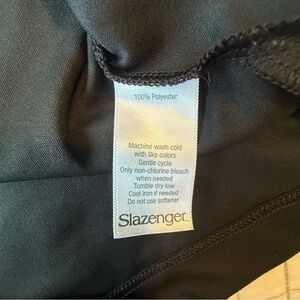 100% Polyester
Machine wash cold
with like colors
Gentle cycle
Only non-chlorine bleach
when needed
Tumble dry low
Cool iron if needed
Do not use softener
Slazenger